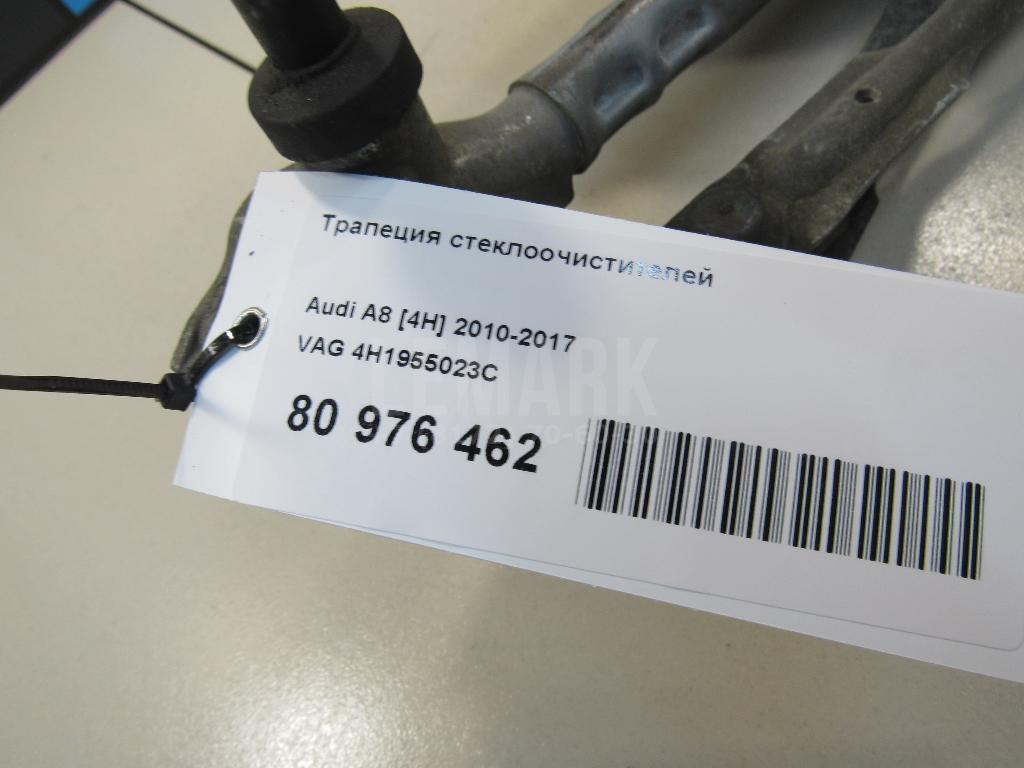 Трапеция стеклоочистителей
Audi A8 [4H] 2010-2017
VAG 4H1955023C
80 976 462